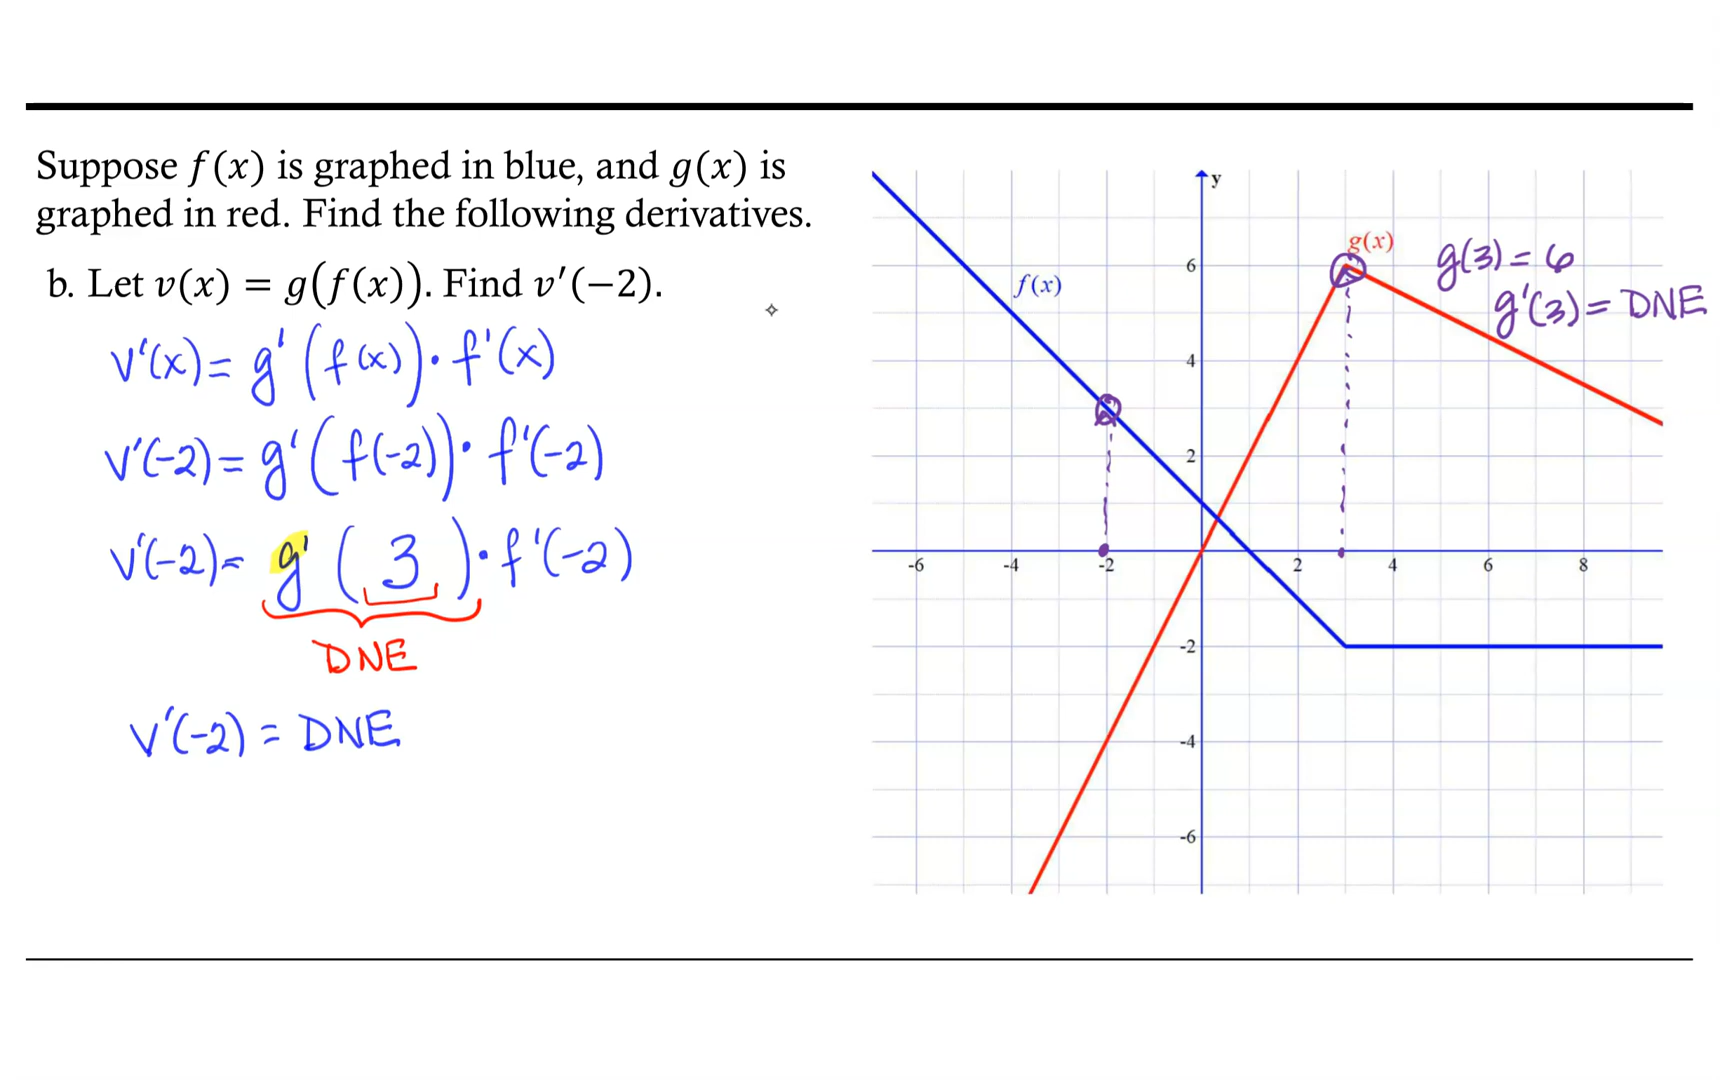 Suppose f(x) is graphed in blue, and g(x) is
graphed in red. Find the following derivatives.
b. Let v(x) = g(f(x)). Find v′(−2).
v'(x) = g' (f(x)) · f'(x)
v'(-2) = g' (f(-2)) · f'(-2)
v'(-2) = g' ( 3 ) · f'(-2)
DNE
v'(-2) = DNE
y
g(x)
g(3) = 6
g'(3) = DNE
f(x)
6
4
2
-6 -4 -2 2 4 6 8
-2
-4
-6